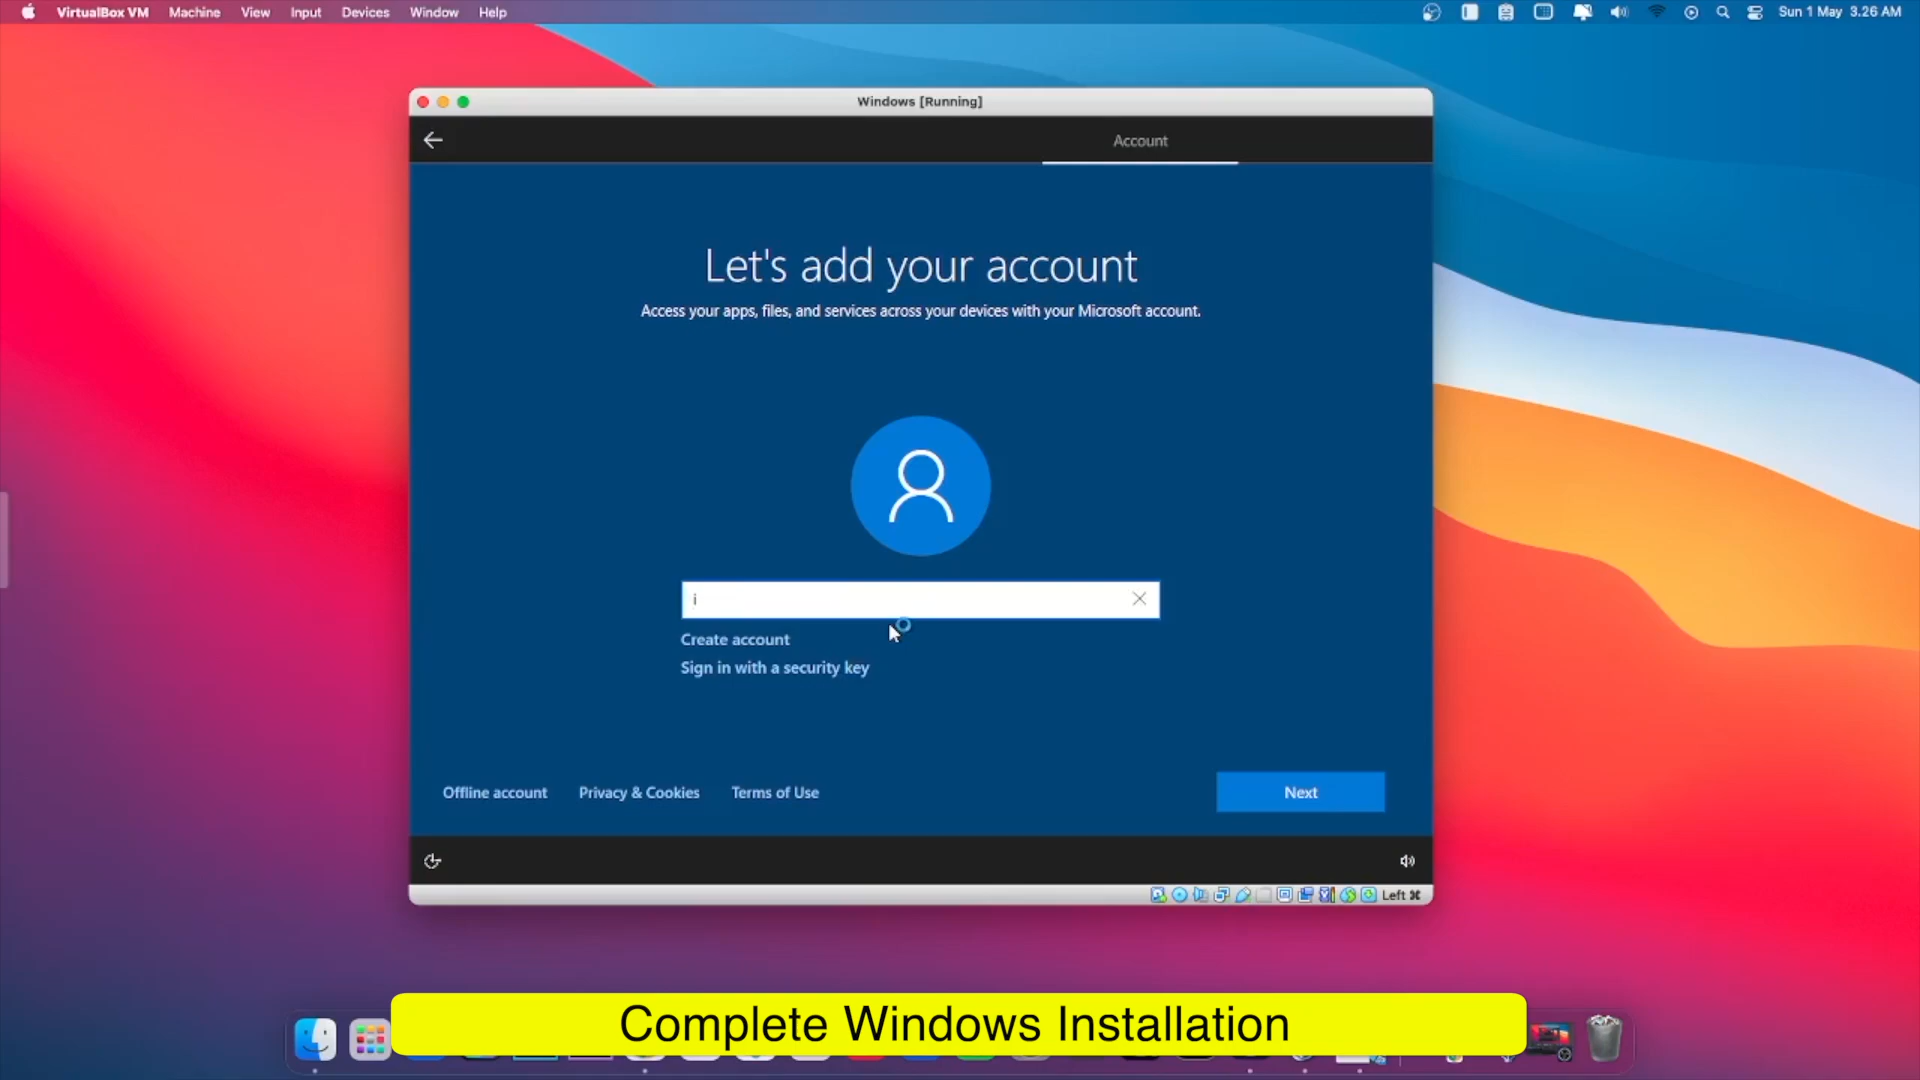 VirtualBox VM Machine View Input Devices Window Help Sun 1 May 3.26 AM
Windows [Running]
Account
Let's add your account
Access your apps, files, and services across your devices with your Microsoft account.
i
Create account
Sign in with a security key
Offline account Privacy & Cookies Terms of Use Next
Left ⌘
Complete Windows Installation